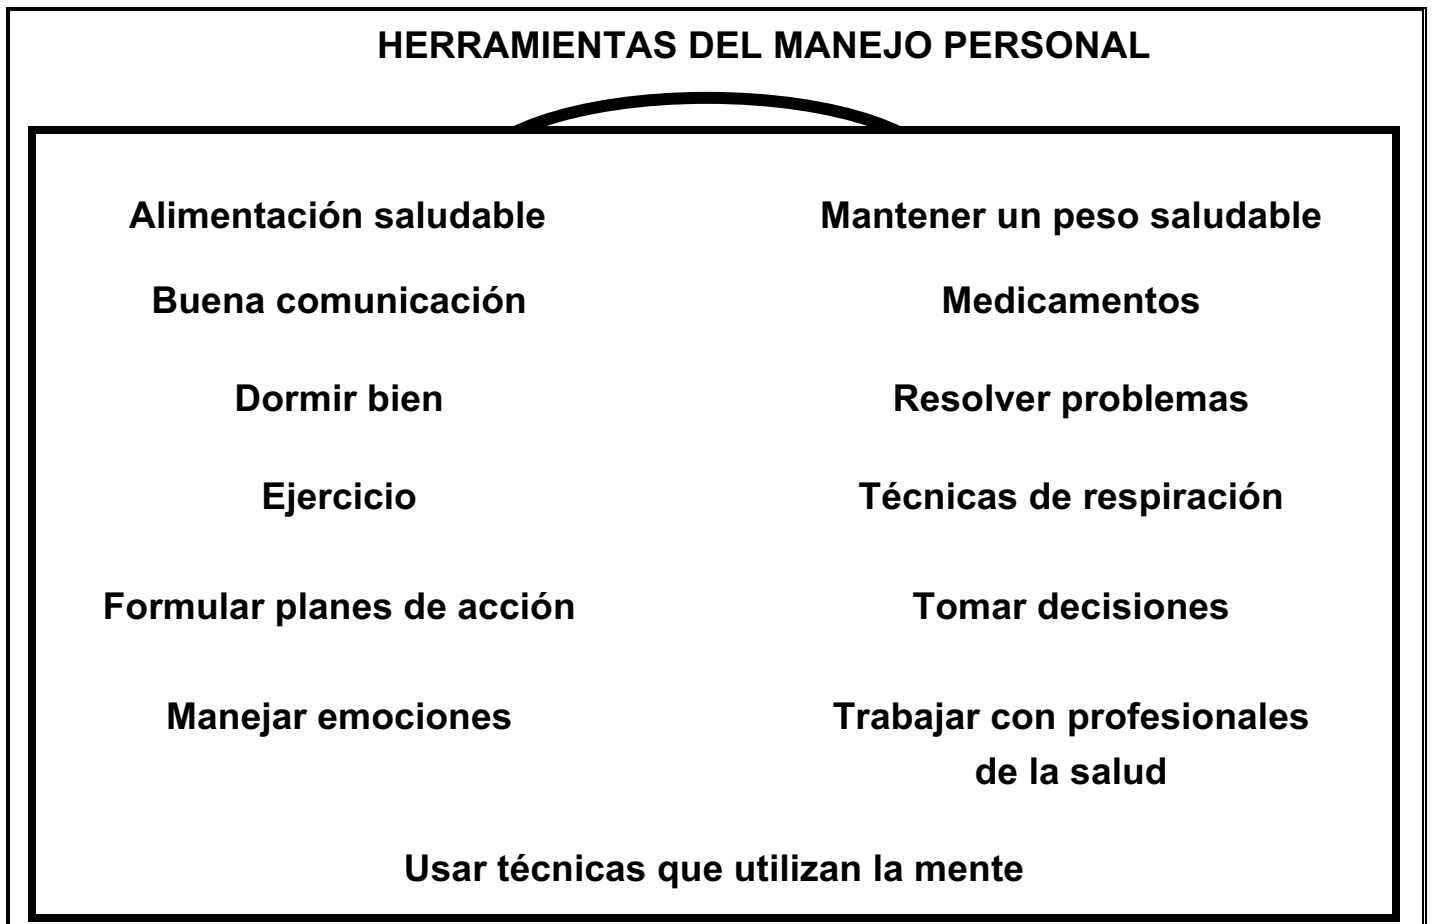 HERRAMIENTAS DEL MANEJO PERSONAL
Alimentación saludable
Mantener un peso saludable
Buena comunicación
Medicamentos
Dormir bien
Resolver problemas
Ejercicio
Técnicas de respiración
Formular planes de acción
Tomar decisiones
Manejar emociones
Trabajar con profesionales
de la salud
Usar técnicas que utilizan la mente